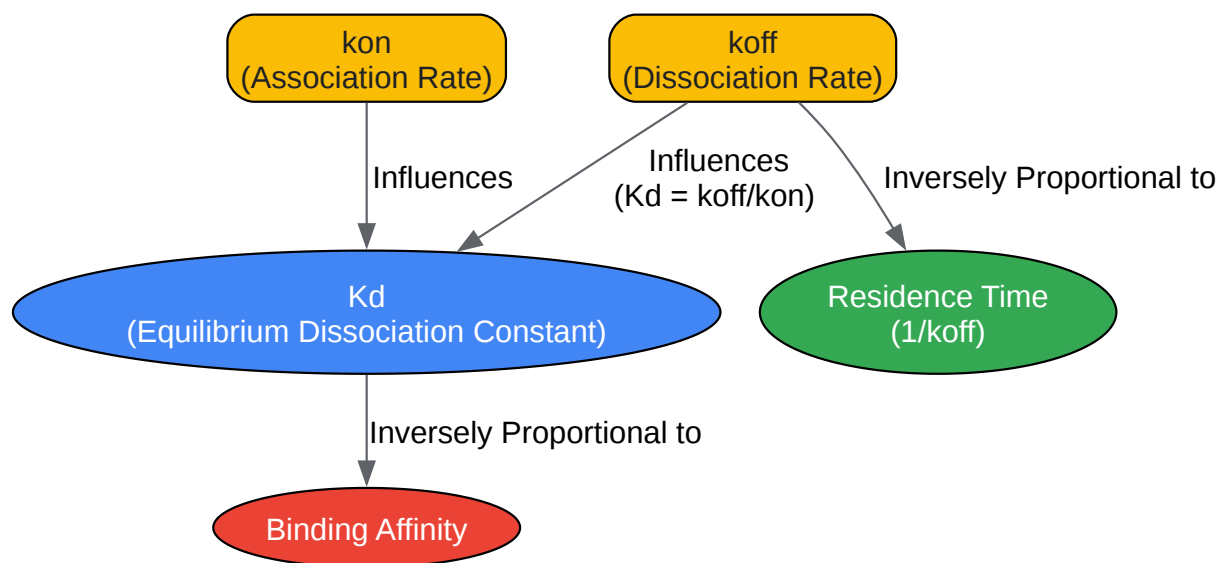 kon
(Association Rate)
koff
(Dissociation Rate)
Influences
Influences
(Kd = koff/kon)
Inversely Proportional to
Kd
(Equilibrium Dissociation Constant)
Residence Time
(1/koff)
Inversely Proportional to
Binding Affinity